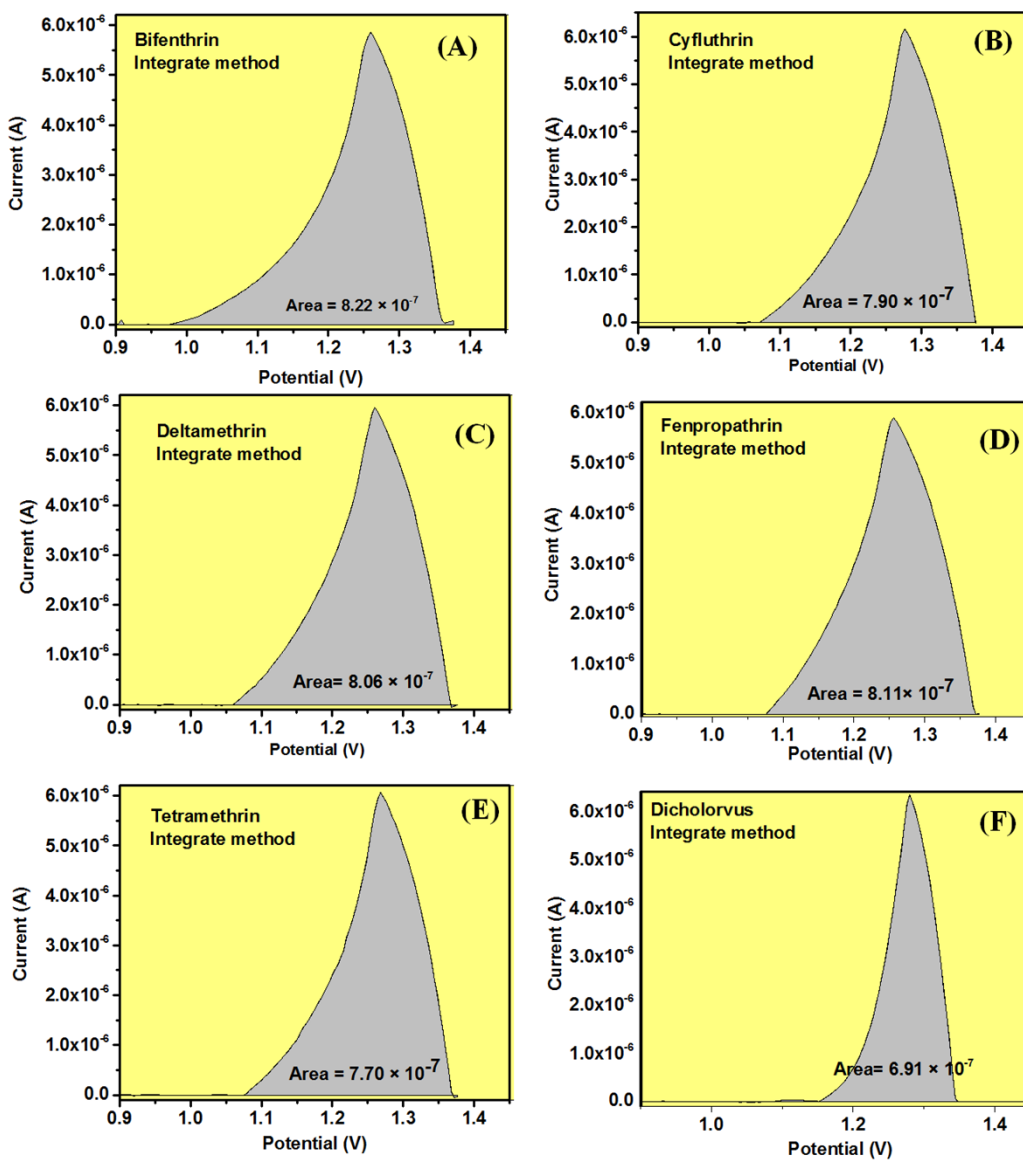 Bifenthrin
Integrate method
(A)
Current (A)
6.0x10⁻⁶
5.0x10⁻⁶
4.0x10⁻⁶
3.0x10⁻⁶
2.0x10⁻⁶
1.0x10⁻⁶
0.0
Area = 8.22 × 10⁻⁷
0.9 1.0 1.1 1.2 1.3 1.4
Potential (V)
Cyfluthrin
Integrate method
(B)
Current (A)
6.0x10⁻⁶
5.0x10⁻⁶
4.0x10⁻⁶
3.0x10⁻⁶
2.0x10⁻⁶
1.0x10⁻⁶
0.0
Area = 7.90 × 10⁻⁷
0.9 1.0 1.1 1.2 1.3 1.4
Potential (V)
Deltamethrin
Integrate method
(C)
Current (A)
6.0x10⁻⁶
5.0x10⁻⁶
4.0x10⁻⁶
3.0x10⁻⁶
2.0x10⁻⁶
1.0x10⁻⁶
0.0
Area= 8.06 × 10⁻⁷
0.9 1.0 1.1 1.2 1.3 1.4
Potential (V)
Fenpropathrin
Integrate method
(D)
Current (A)
6.0x10⁻⁶
5.0x10⁻⁶
4.0x10⁻⁶
3.0x10⁻⁶
2.0x10⁻⁶
1.0x10⁻⁶
0.0
Area = 8.11× 10⁻⁷
0.9 1.0 1.1 1.2 1.3 1.4
Potential (V)
Tetramethrin
Integrate method
(E)
Current (A)
6.0x10⁻⁶
5.0x10⁻⁶
4.0x10⁻⁶
3.0x10⁻⁶
2.0x10⁻⁶
1.0x10⁻⁶
0.0
Area = 7.70 × 10⁻⁷
0.9 1.0 1.1 1.2 1.3 1.4
Potential (V)
Dicholorvus
Integrate method
(F)
Current (A)
6.0x10⁻⁶
5.0x10⁻⁶
4.0x10⁻⁶
3.0x10⁻⁶
2.0x10⁻⁶
1.0x10⁻⁶
0.0
Area= 6.91 × 10⁻⁷
1.0 1.2 1.3 1.4
Potential (V)